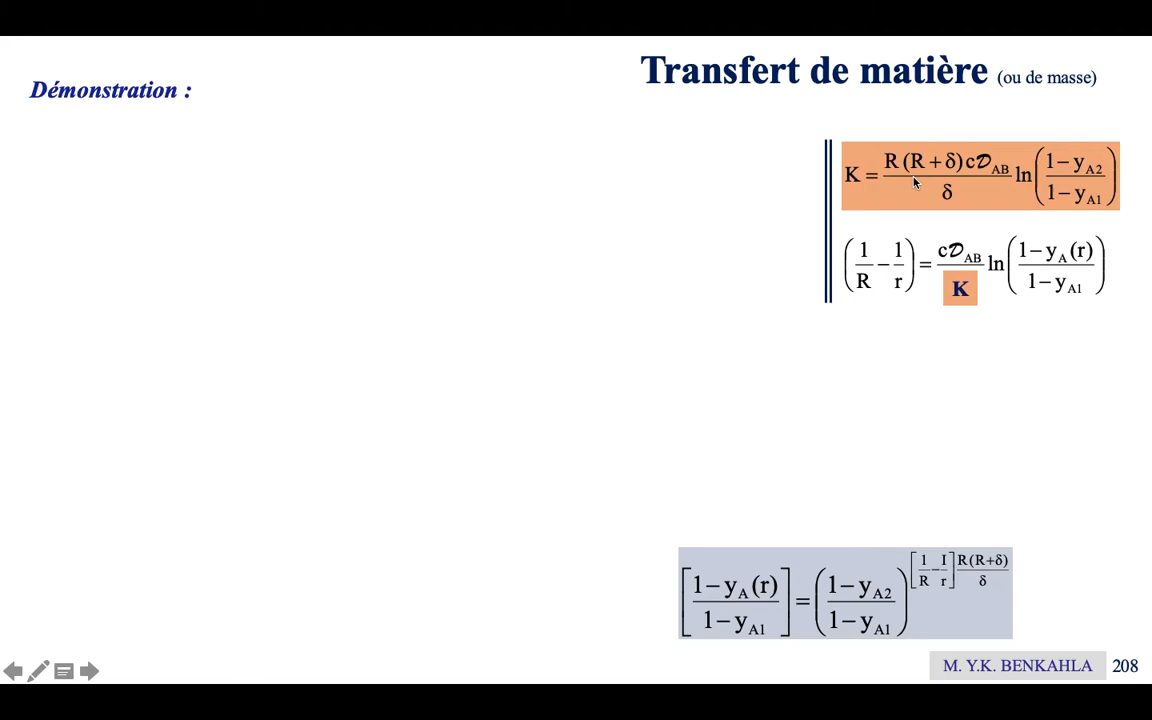 Transfert de matière (ou de masse)
Démonstration :
K = R (R + δ) c𝒟AB / δ ln ( 1 − yA2 / 1 − yA1 )
( 1 / R − 1 / r ) = c𝒟AB / K ln ( 1 − yA (r) / 1 − yA1 )
[ 1 − yA (r) / 1 − yA1 ] = ( 1 − yA2 / 1 − yA1 ) [ 1 / R − I / r ] R(R+δ) / δ
M. Y.K. BENKAHLA 208